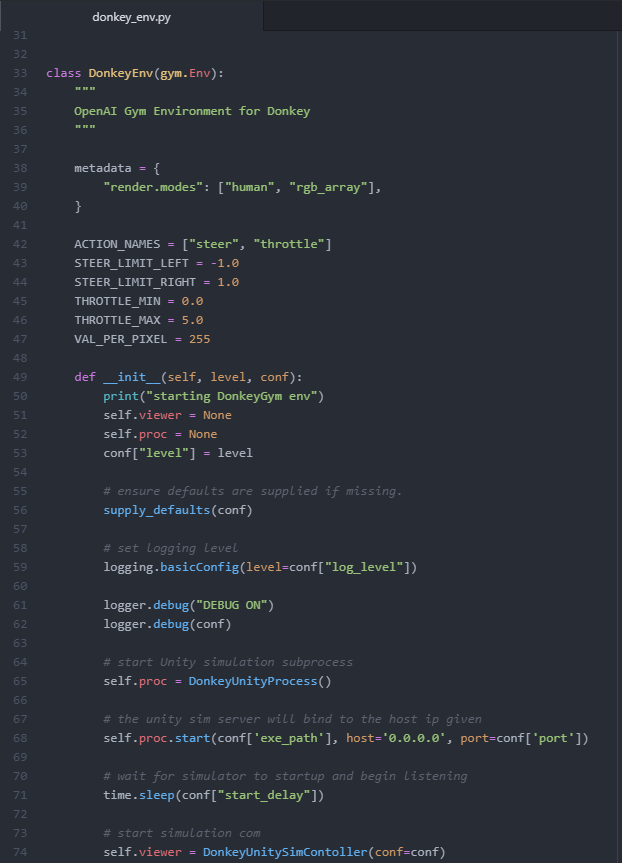 donkey_env.py
31
32
33 class DonkeyEnv(gym.Env):
34     """
35     OpenAI Gym Environment for Donkey
36     """
37
38     metadata = {
39         "render.modes": ["human", "rgb_array"],
40     }
41
42     ACTION_NAMES = ["steer", "throttle"]
43     STEER_LIMIT_LEFT = -1.0
44     STEER_LIMIT_RIGHT = 1.0
45     THROTTLE_MIN = 0.0
46     THROTTLE_MAX = 5.0
47     VAL_PER_PIXEL = 255
48
49     def __init__(self, level, conf):
50         print("starting DonkeyGym env")
51         self.viewer = None
52         self.proc = None
53         conf["level"] = level
54
55         # ensure defaults are supplied if missing.
56         supply_defaults(conf)
57
58         # set logging level
59         logging.basicConfig(level=conf["log_level"])
60
61         logger.debug("DEBUG ON")
62         logger.debug(conf)
63
64         # start Unity simulation subprocess
65         self.proc = DonkeyUnityProcess()
66
67         # the unity sim server will bind to the host ip given
68         self.proc.start(conf['exe_path'], host='0.0.0.0', port=conf['port'])
69
70         # wait for simulator to startup and begin listening
71         time.sleep(conf["start_delay"])
72
73         # start simulation com
74         self.viewer = DonkeyUnitySimContoller(conf=conf)